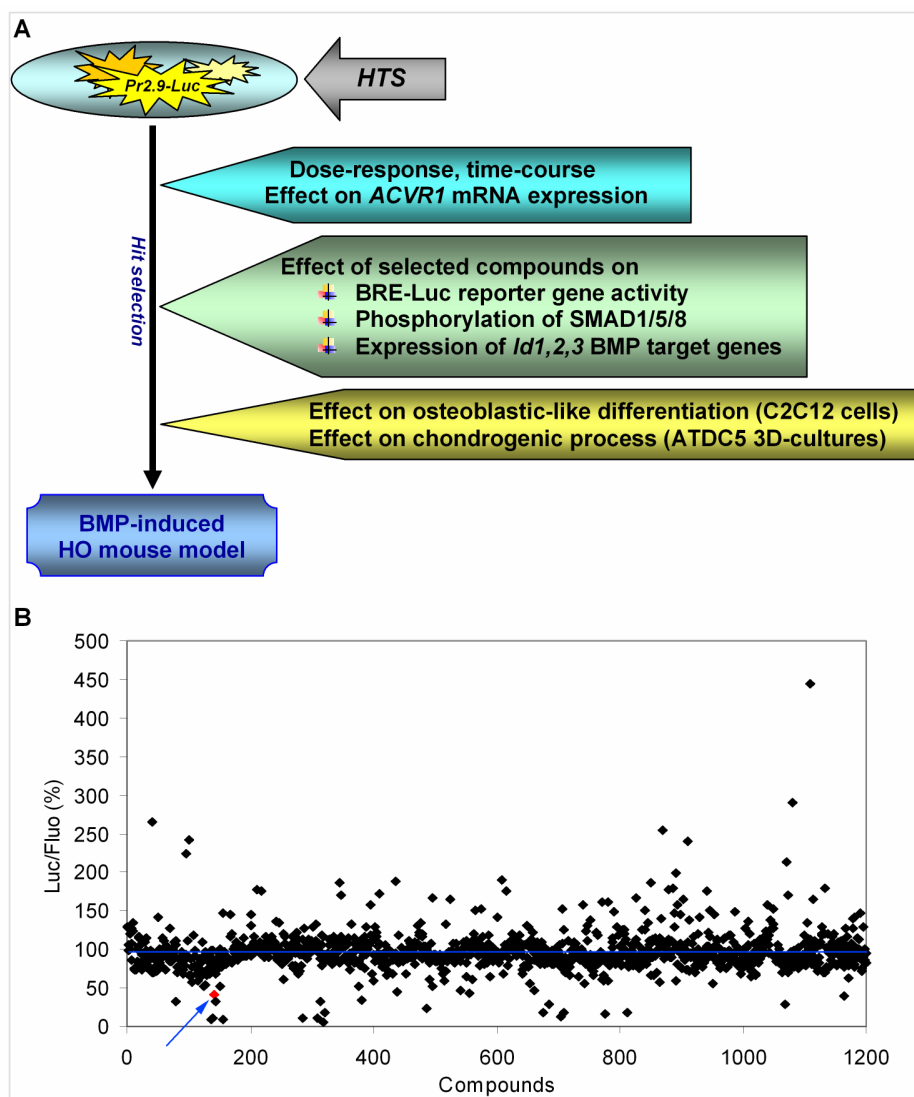 A
Pr2.9-Luc
HTS
Dose-response, time-course
Effect on ACVR1 mRNA expression
Hit selection
Effect of selected compounds on
BRE-Luc reporter gene activity
Phosphorylation of SMAD1/5/8
Expression of Id1,2,3 BMP target genes
Effect on osteoblastic-like differentiation (C2C12 cells)
Effect on chondrogenic process (ATDC5 3D-cultures)
BMP-induced
HO mouse model
B
500
450
400
350
300
250
200
150
100
50
0
Luc/Fluo (%)
0 200 400 600 800 1000 1200
Compounds